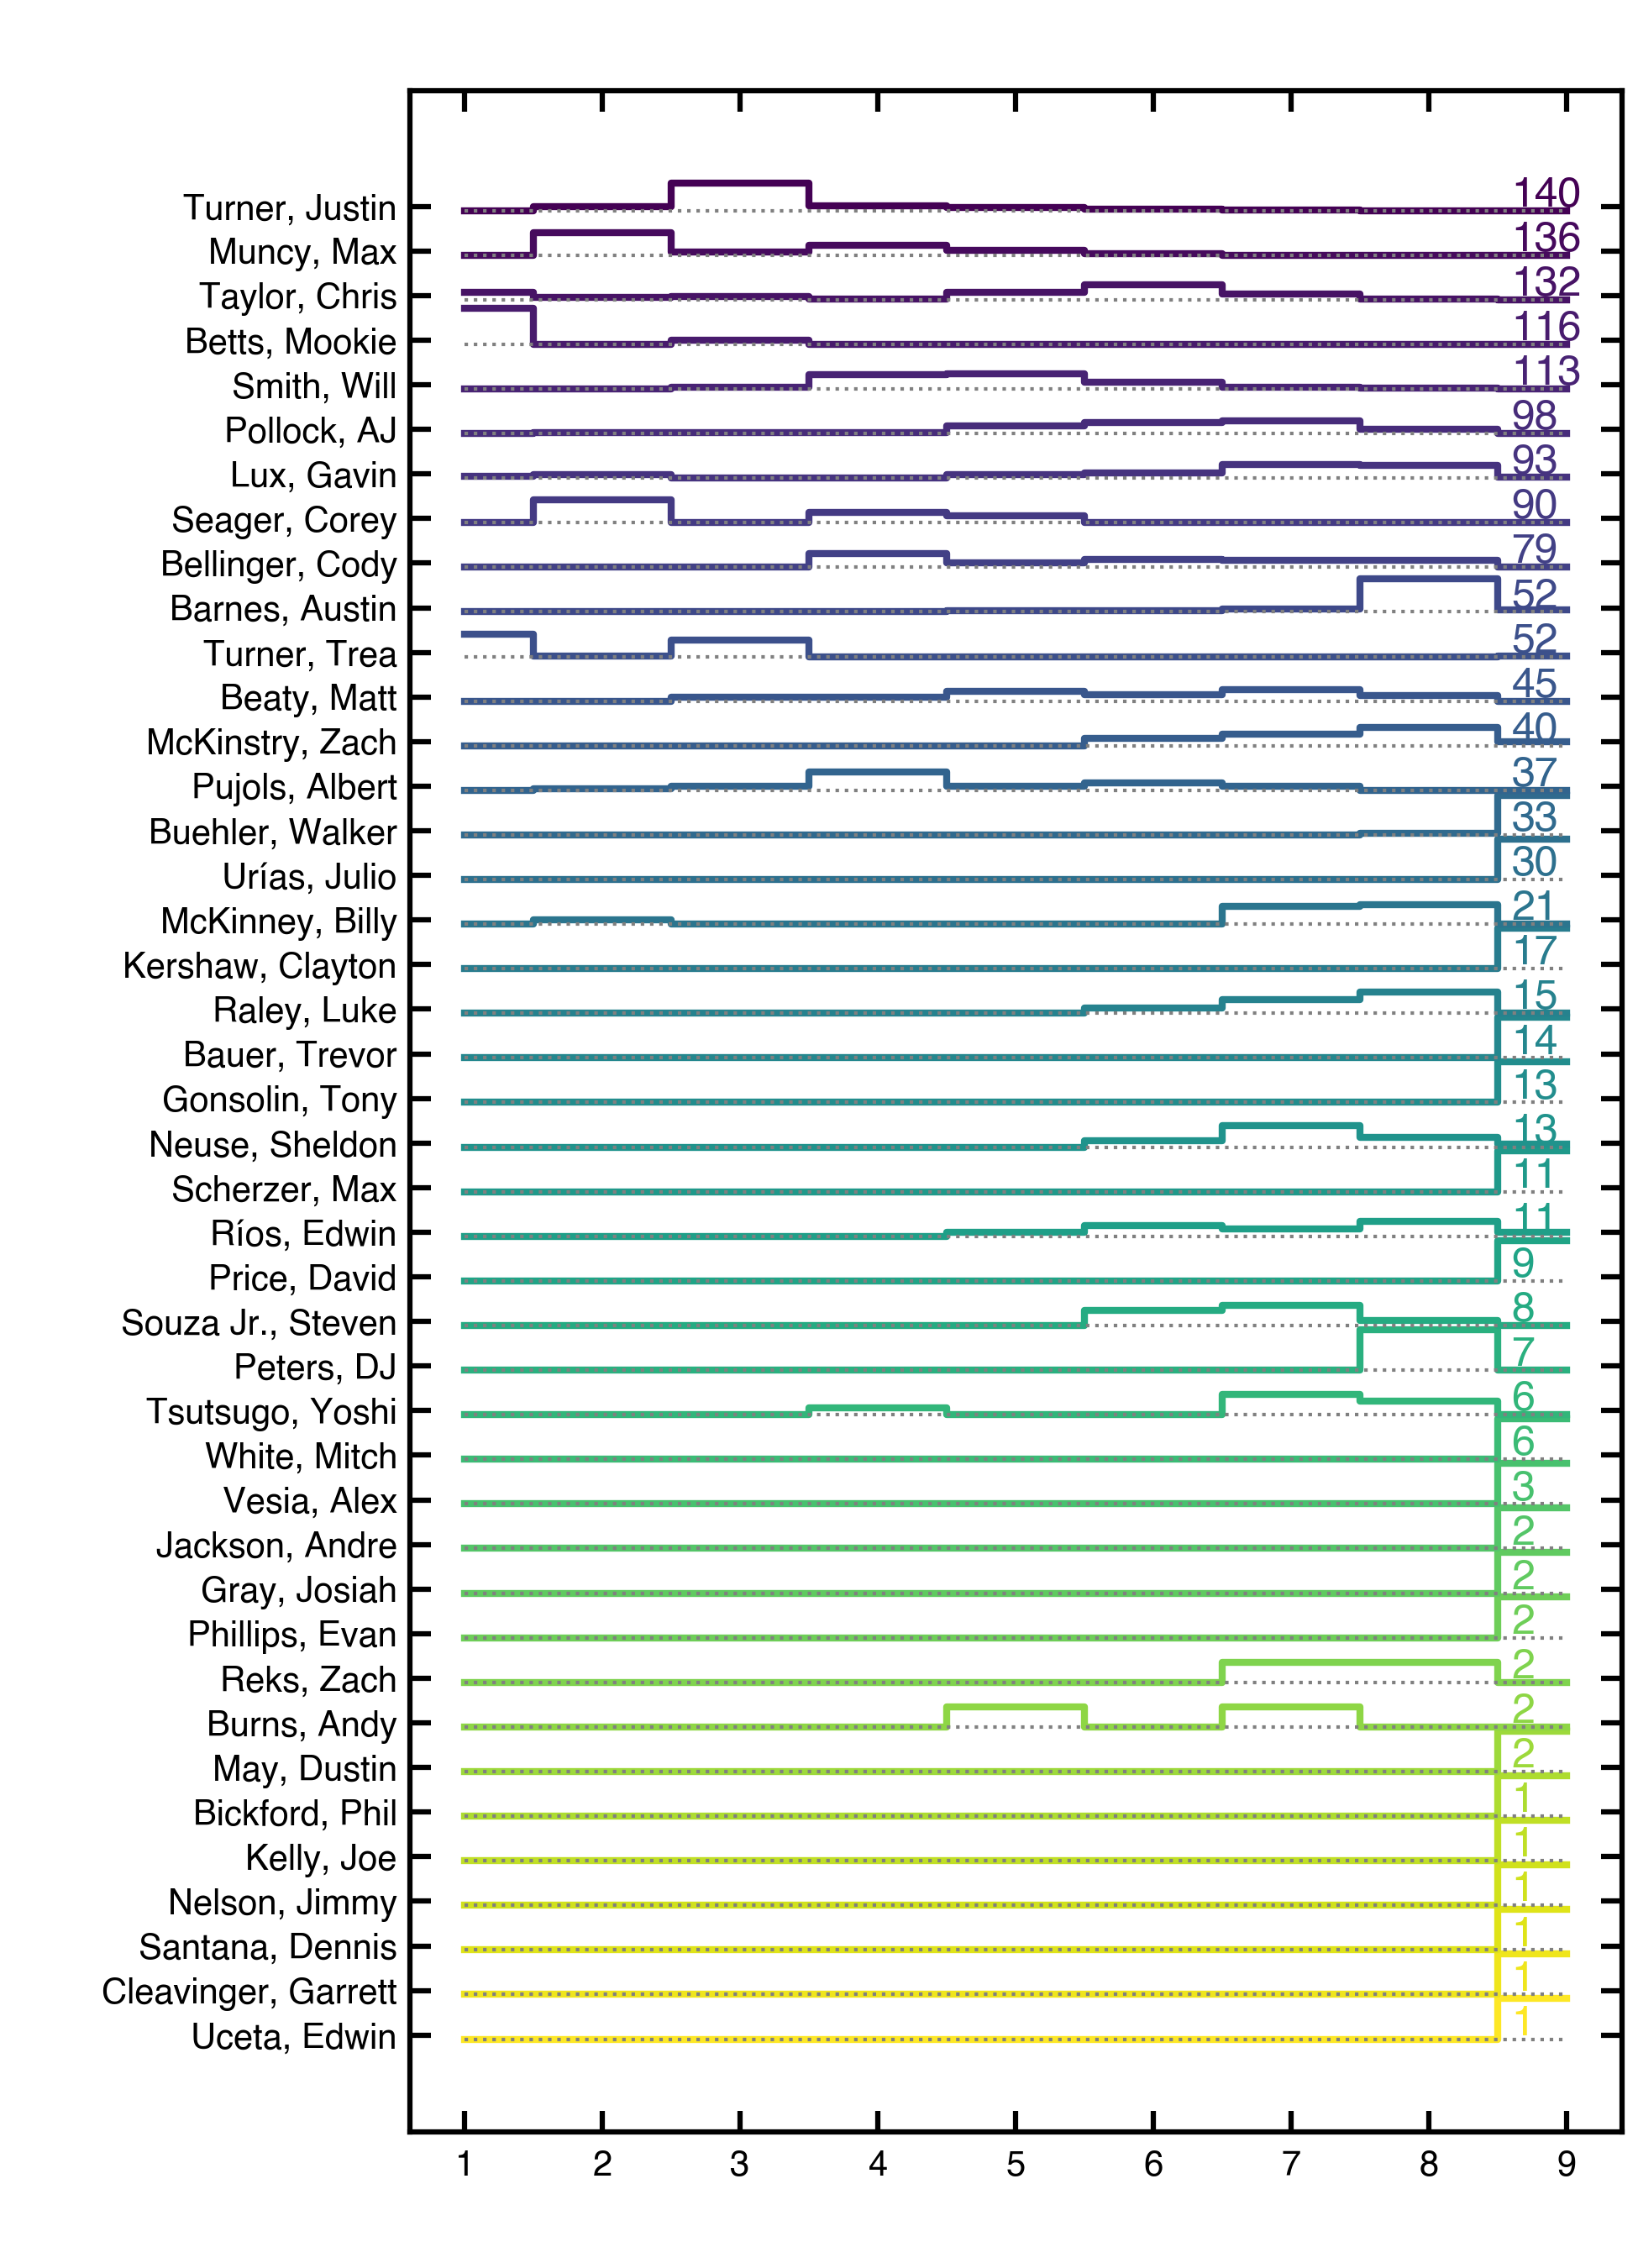 Turner, Justin 140
Muncy, Max 136
Taylor, Chris 132
Betts, Mookie 116
Smith, Will 113
Pollock, AJ 98
Lux, Gavin 93
Seager, Corey 90
Bellinger, Cody 79
Barnes, Austin 52
Turner, Trea 52
Beaty, Matt 45
McKinstry, Zach 40
Pujols, Albert 37
Buehler, Walker 33
Urías, Julio 30
McKinney, Billy 21
Kershaw, Clayton 17
Raley, Luke 15
Bauer, Trevor 14
Gonsolin, Tony 13
Neuse, Sheldon 13
Scherzer, Max 11
Ríos, Edwin 11
Price, David 9
Souza Jr., Steven 8
Peters, DJ 7
Tsutsugo, Yoshi 6
White, Mitch 6
Vesia, Alex 3
Jackson, Andre 2
Gray, Josiah 2
Phillips, Evan 2
Reks, Zach 2
Burns, Andy 2
May, Dustin 2
Bickford, Phil 1
Kelly, Joe 1
Nelson, Jimmy 1
Santana, Dennis 1
Cleavinger, Garrett 1
Uceta, Edwin 1
1 2 3 4 5 6 7 8 9